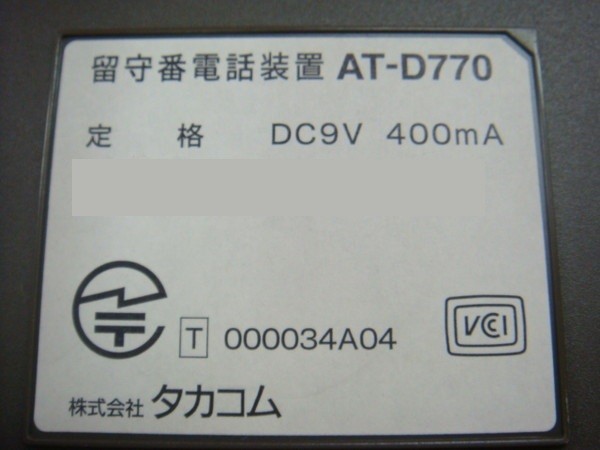 留守番電話装置 AT-D770
定 格 DC9V 400mA
T 000034A04
VCCI
株式会社 タカコム